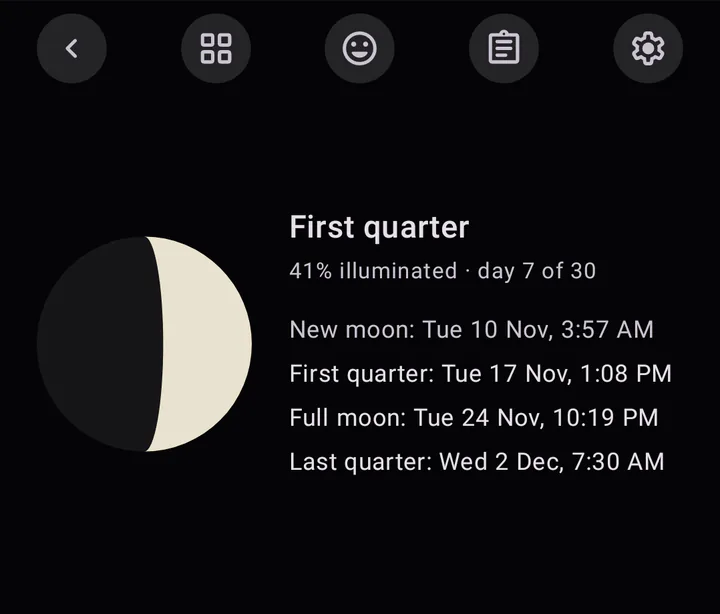 First quarter
41% illuminated · day 7 of 30
New moon: Tue 10 Nov, 3:57 AM
First quarter: Tue 17 Nov, 1:08 PM
Full moon: Tue 24 Nov, 10:19 PM
Last quarter: Wed 2 Dec, 7:30 AM